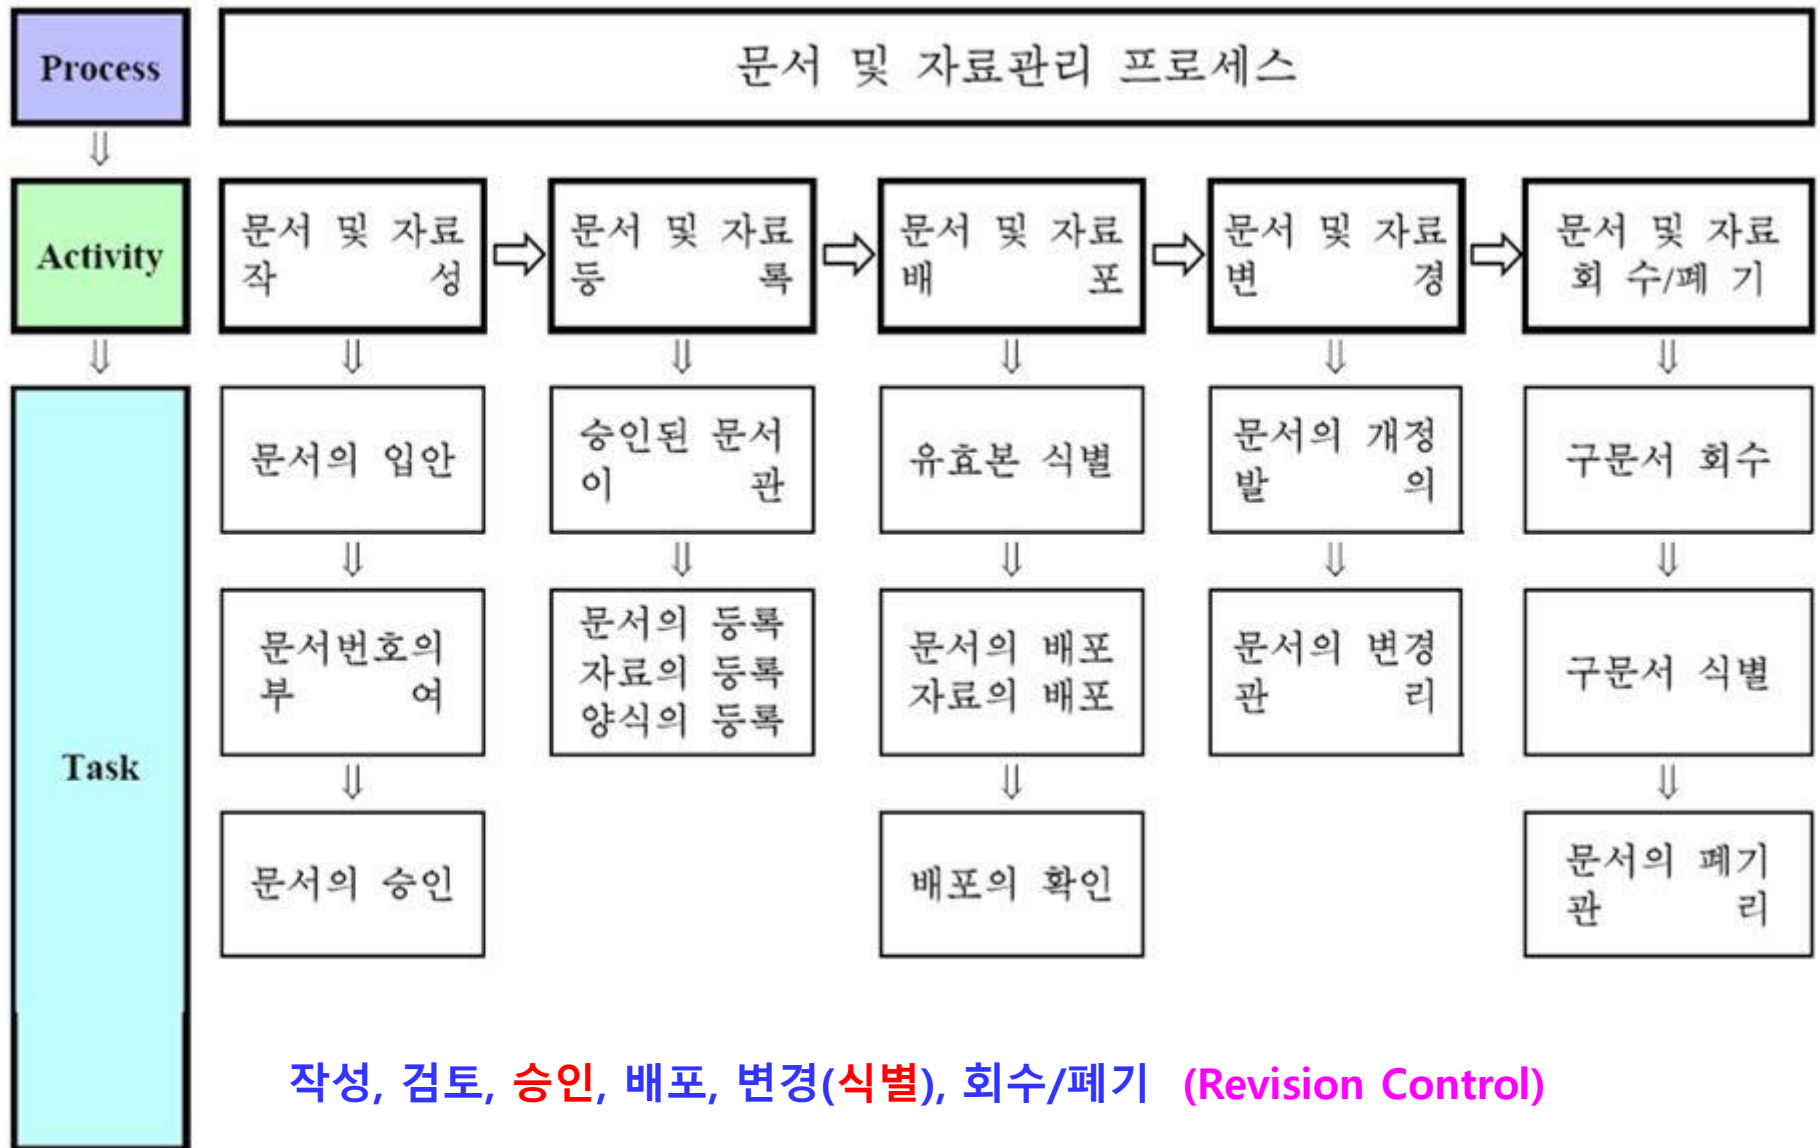 Process
문서 및 자료관리 프로세스
⇓
Activity
문서 및 자료
작 성
⇨
문서 및 자료
등 록
⇨
문서 및 자료
배 포
⇨
문서 및 자료
변 경
⇨
문서 및 자료
회 수/폐 기
⇓ ⇓ ⇓ ⇓ ⇓ ⇓
Task
문서의 입안
승인된 문서
이 관
유효본 식별
문서의 개정
발 의
구문서 회수
⇓ ⇓ ⇓ ⇓ ⇓
문서번호의
부 여
문서의 등록
자료의 등록
양식의 등록
문서의 배포
자료의 배포
문서의 변경
관 리
구문서 식별
⇓ ⇓ ⇓
문서의 승인
배포의 확인
문서의 폐기
관 리
작성, 검토, 승인, 배포, 변경(식별), 회수/폐기 (Revision Control)